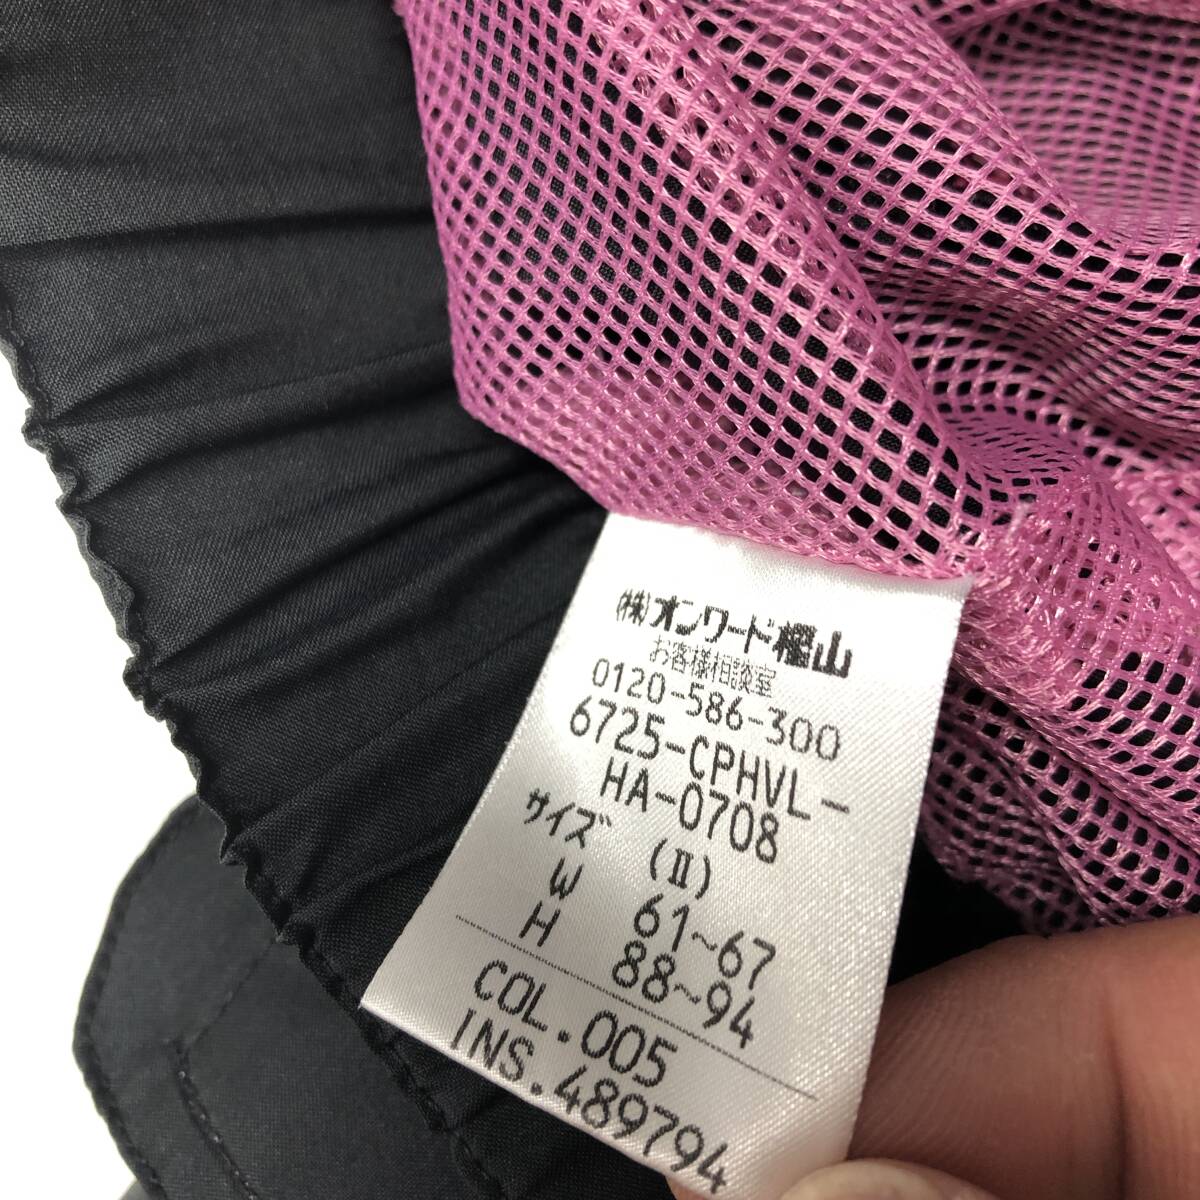 (株)オンワード樫山
お客様相談室
0120-586-300
6725-CPHVL-
HA-0708
サイズ (Ⅱ)
W 61~67
H 88~94
COL.005
INS.489794